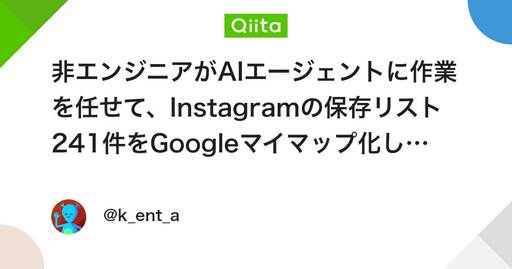 Qiita
非エンジニアがAIエージェントに作業
を任せて、Instagramの保存リスト
241件をGoogleマイマップ化し…
@k_ent_a